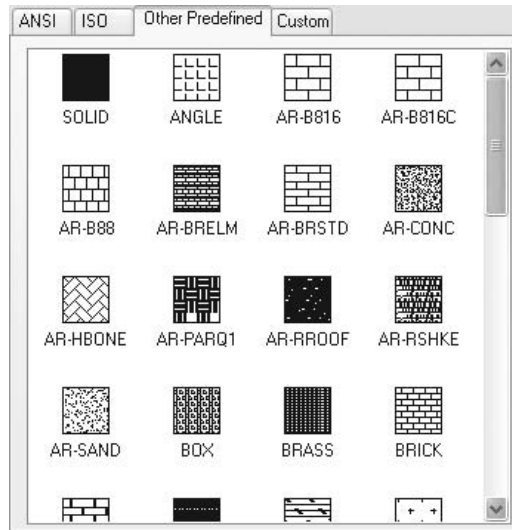 ANSI ISO Other Predefined Custom
SOLID ANGLE AR-B816 AR-B816C
AR-B88 AR-BRELM AR-BRSTD AR-CONC
AR-HBONE AR-PARQ1 AR-RROOF AR-RSHKE
AR-SAND BOX BRASS BRICK